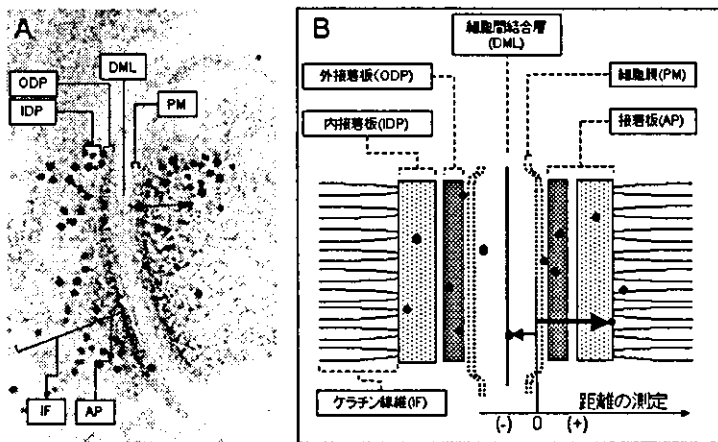 A
DML
ODP
PM
IDP
IF
AP
B
細胞間結合層
(DML)
外接着板(ODP)
細胞膜(PM)
内接着板(IDP)
接着板(AP)
ケラチン線維(IF)
距離の測定
(-) 0 (+)